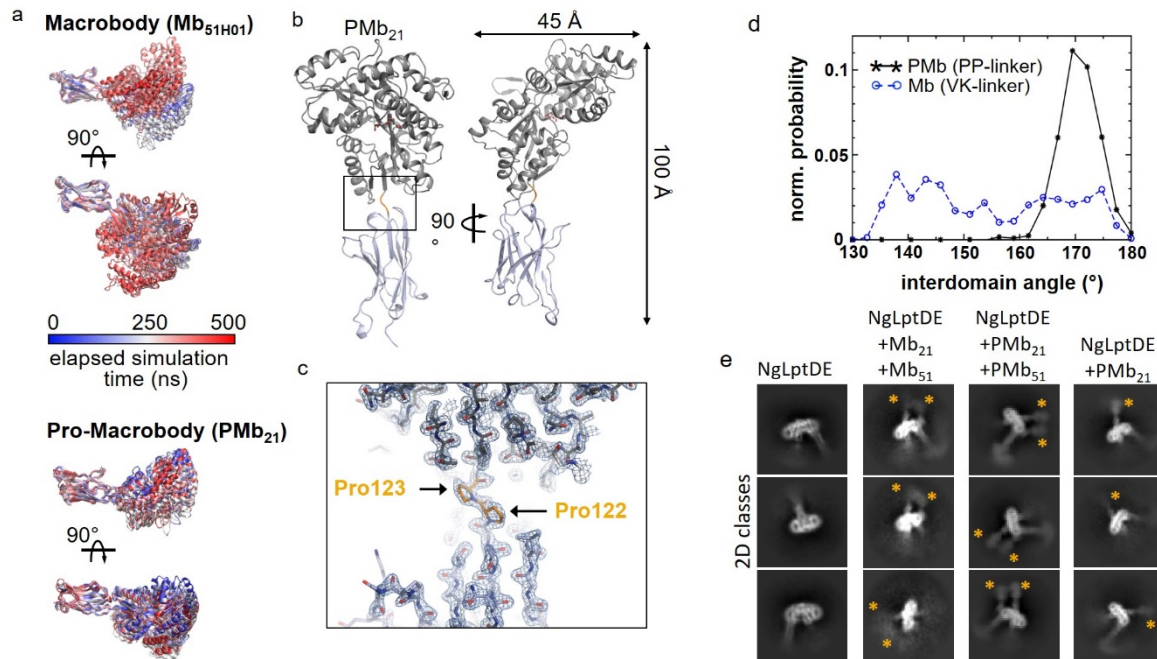 a
Macrobody (Mb51H01)
90°
0 250 500
elapsed simulation
time (ns)
Pro-Macrobody (PMb21)
90°
b
PMb21
45 Å
100 Å
90
°
c
Pro123
Pro122
d
norm. probability
0.1
0.05
0
PMb (PP-linker)
Mb (VK-linker)
130 140 150 160 170 180
interdomain angle (°)
e
NgLptDE
NgLptDE
+Mb21
+Mb51
NgLptDE
+PMb21
+PMb51
NgLptDE
+PMb21
2D classes
* *
* *
*
* *
*
*
*
*
*
*
* *
*